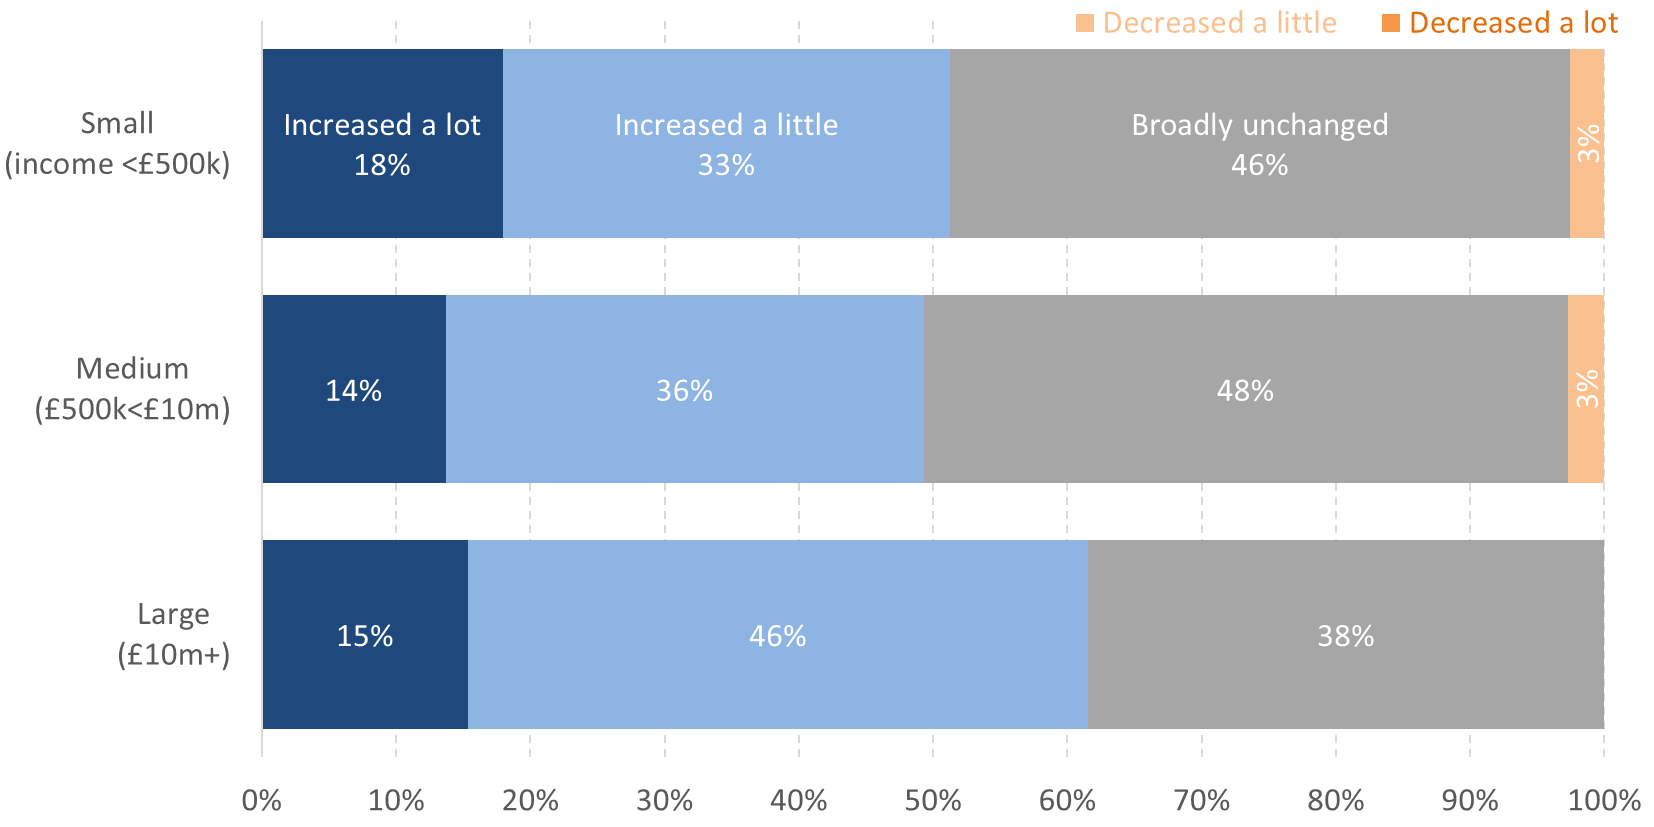 Decreased a little Decreased a lot
Small
(income <£500k)
Increased a lot
18%
Increased a little
33%
Broadly unchanged
46%
3%
Medium
(£500k<£10m)
14%
36%
48%
3%
Large
(£10m+)
15%
46%
38%
0% 10% 20% 30% 40% 50% 60% 70% 80% 90% 100%